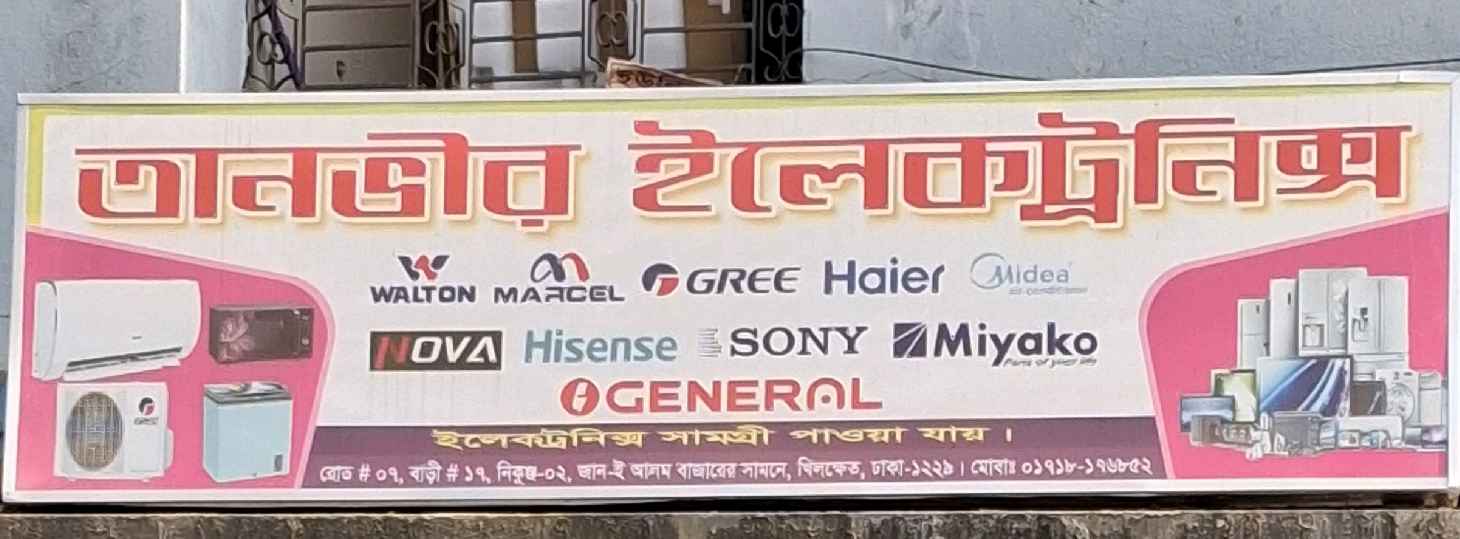 তানভীর ইলেকট্রনিক্স
WALTON MARCEL GREE Haier Midea
NOVA Hisense SONY Miyako
GENERAL
ইলেকট্রনিক্স সামগ্রী পাওয়া যায়।
রোড # ০৭, বাড়ী # ১৭, নিকুঞ্জ-০২, জান-ই আলম বাজারের সামনে, খিলক্ষেত, ঢাকা-১২২৯। মোবাঃ ০১৭১৮-১৭৬৮৫২
GREE